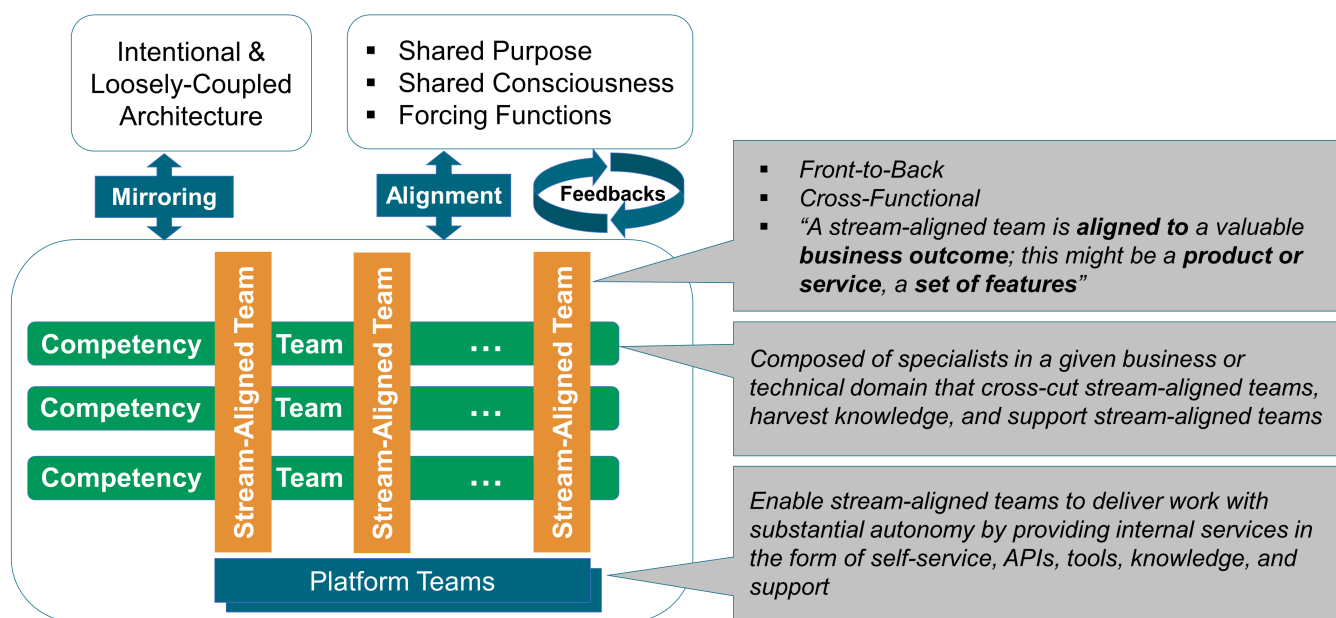 Intentional &
Loosely-Coupled
Architecture
▪ Shared Purpose
▪ Shared Consciousness
▪ Forcing Functions
Mirroring
Alignment
Feedbacks
▪ Front-to-Back
▪ Cross-Functional
▪ “A stream-aligned team is aligned to a valuable
business outcome; this might be a product or
service, a set of features”
Stream-Aligned Team
Stream-Aligned Team
Stream-Aligned Team
Competency Team ...
Competency Team ...
Competency Team ...
Composed of specialists in a given business or
technical domain that cross-cut stream-aligned teams,
harvest knowledge, and support stream-aligned teams
Platform Teams
Enable stream-aligned teams to deliver work with
substantial autonomy by providing internal services in
the form of self-service, APIs, tools, knowledge, and
support